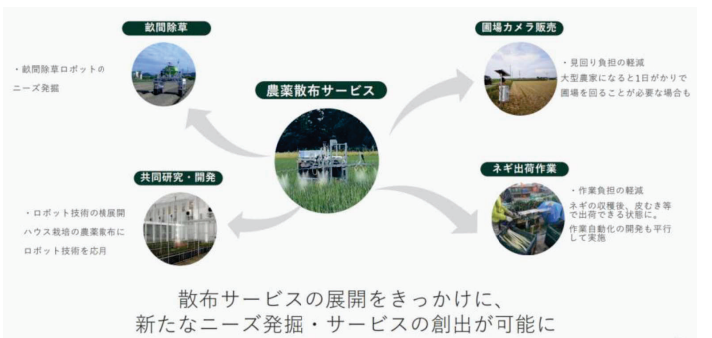 畝間除草
・畝間除草ロボットの
ニーズ発掘
農薬散布サービス
圃場カメラ販売
・見回り負担の軽減
大型農家になると1日がかりで
圃場を回ることが必要な場合も
共同研究・開発
・ロボット技術の横展開
ハウス栽培の農薬散布に
ロボット技術を応用
ネギ出荷作業
・作業負担の軽減
ネギの収穫後、皮むき等
で出荷できる状態に。
作業自動化の開発も平行
して実施
散布サービスの展開をきっかけに、
新たなニーズ発掘・サービスの創出が可能に